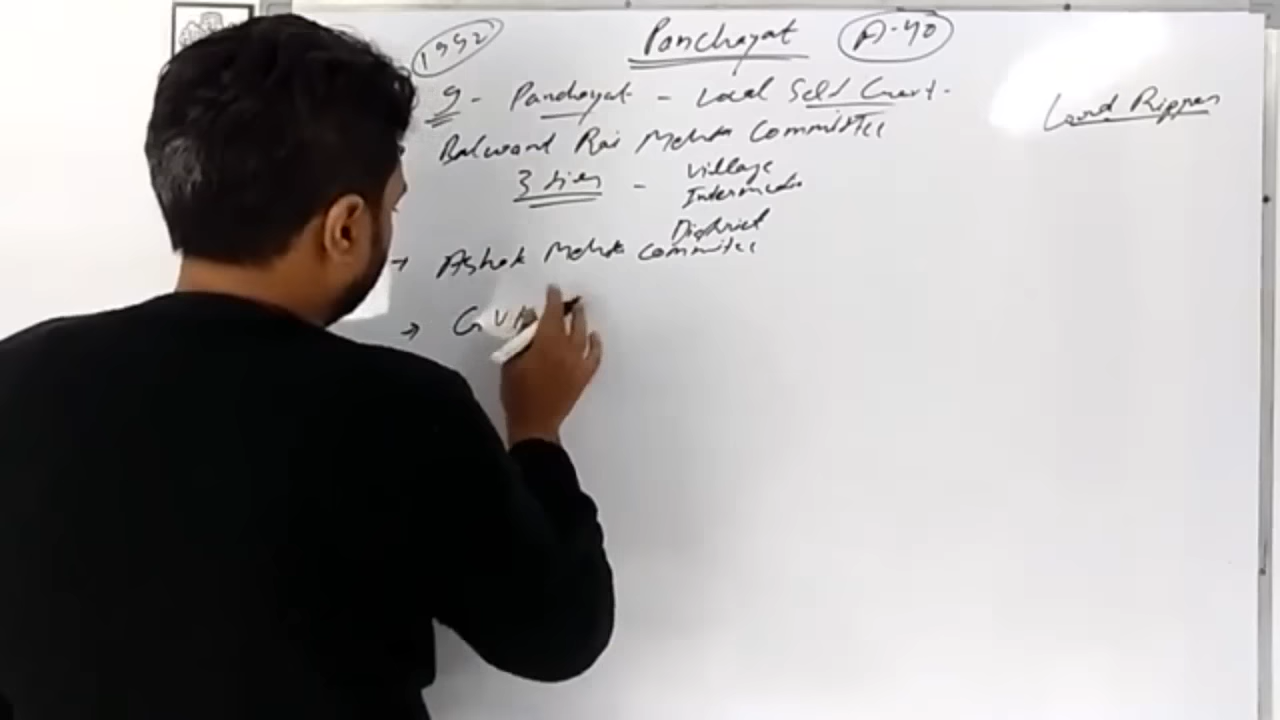 1992
Panchayat
A-40
9- Panchayat - Local Self Govt.
Balwant Rai Mehta Committee
3 tier - Village
Intermediate
District
→ Ashok Mehta Committee
→ G V K
Lord Rippon